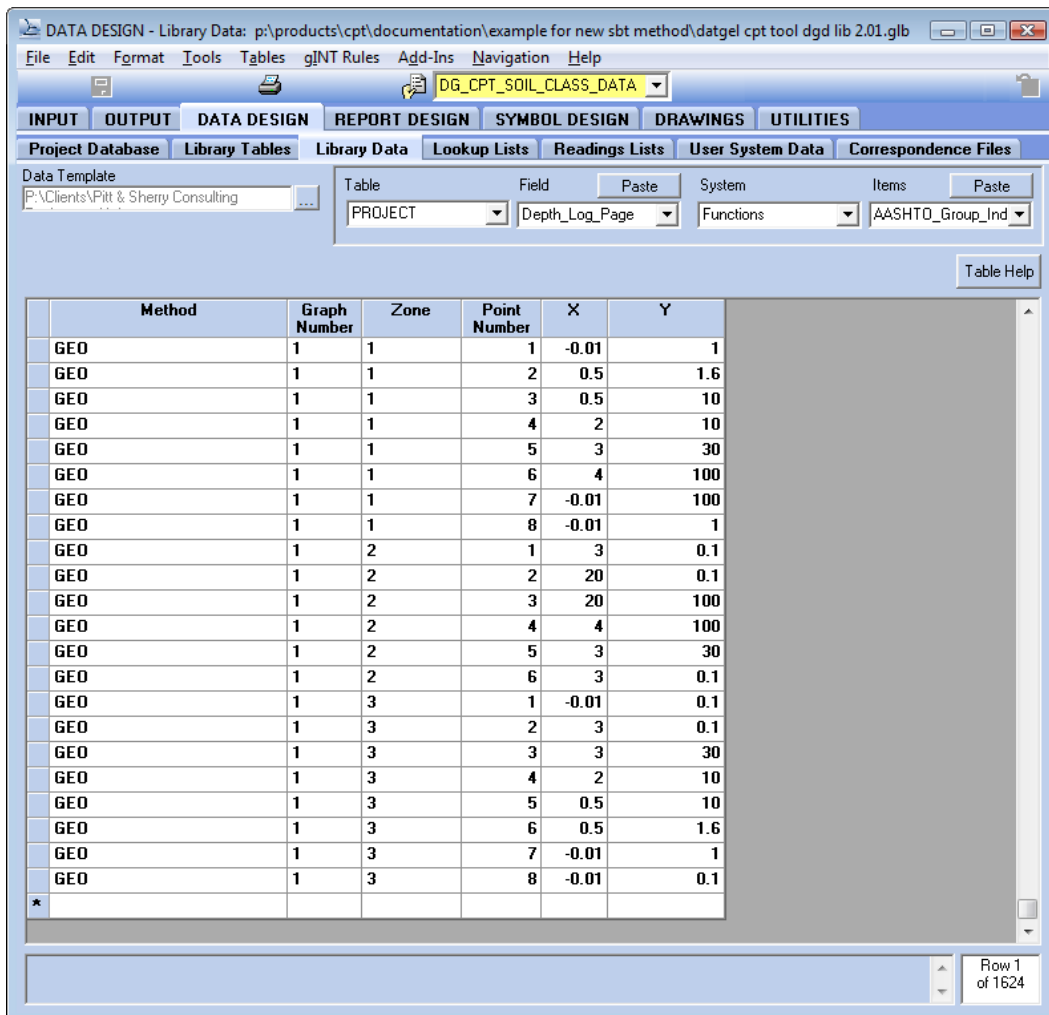 DATA DESIGN - Library Data: p:\products\cpt\documentation\example for new sbt method\datgel cpt tool dgd lib 2.01.glb
File Edit Format Tools Tables gINT Rules Add-Ins Navigation Help
DG_CPT_SOIL_CLASS_DATA
INPUT OUTPUT DATA DESIGN REPORT DESIGN SYMBOL DESIGN DRAWINGS UTILITIES
Project Database Library Tables Library Data Lookup Lists Readings Lists User System Data Correspondence Files
Data Template
P:\Clients\Pitt & Sherry Consulting
...
Table Field Paste System Items Paste
PROJECT Depth_Log_Page Functions AASHTO_Group_Ind
Table Help
Method Graph Number Zone Point Number X Y
GEO 1 1 1 -0.01 1
GEO 1 1 2 0.5 1.6
GEO 1 1 3 0.5 10
GEO 1 1 4 2 10
GEO 1 1 5 3 30
GEO 1 1 6 4 100
GEO 1 1 7 -0.01 100
GEO 1 1 8 -0.01 1
GEO 1 2 1 3 0.1
GEO 1 2 2 20 0.1
GEO 1 2 3 20 100
GEO 1 2 4 4 100
GEO 1 2 5 3 30
GEO 1 2 6 3 0.1
GEO 1 3 1 -0.01 0.1
GEO 1 3 2 3 0.1
GEO 1 3 3 3 30
GEO 1 3 4 2 10
GEO 1 3 5 0.5 10
GEO 1 3 6 0.5 1.6
GEO 1 3 7 -0.01 1
GEO 1 3 8 -0.01 0.1
*
Row 1
of 1624